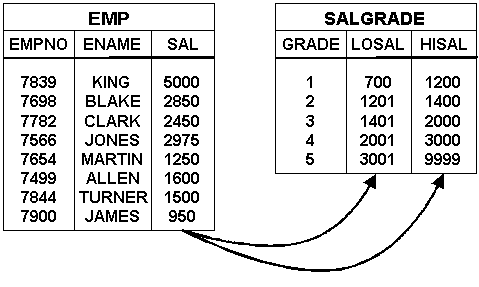 EMP
EMPNO ENAME SAL
7839 KING 5000
7698 BLAKE 2850
7782 CLARK 2450
7566 JONES 2975
7654 MARTIN 1250
7499 ALLEN 1600
7844 TURNER 1500
7900 JAMES 950
SALGRADE
GRADE LOSAL HISAL
1 700 1200
2 1201 1400
3 1401 2000
4 2001 3000
5 3001 9999